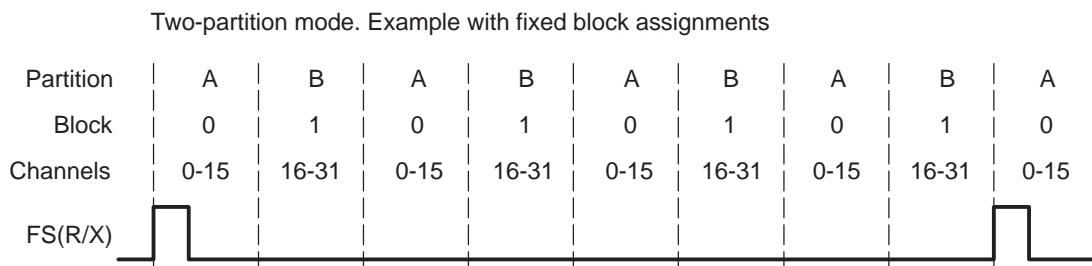 Two-partition mode. Example with fixed block assignments
Partition A B A B A B A B A
Block 0 1 0 1 0 1 0 1 0
Channels 0-15 16-31 0-15 16-31 0-15 16-31 0-15 16-31 0-15
FS(R/X)